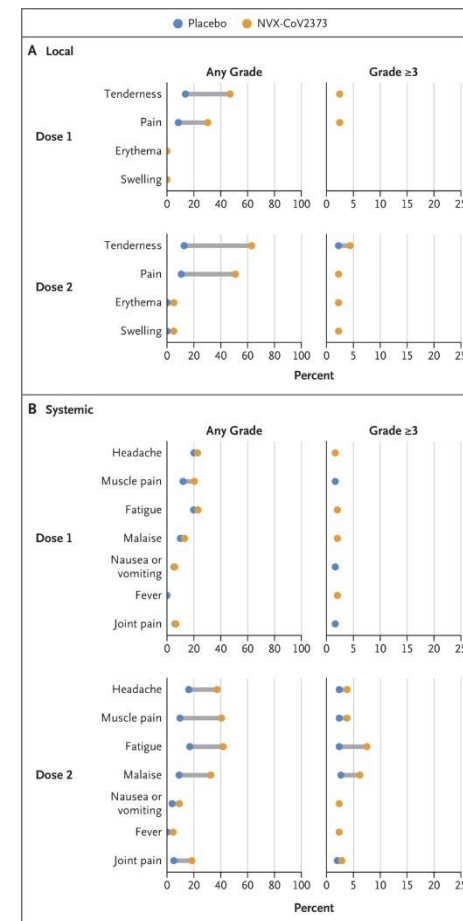 Placebo NVX-CoV2373
A Local
Any Grade Grade ≥3
Dose 1
Tenderness
Pain
Erythema
Swelling
0 20 40 60 80 100 0 5 10 15 20 25
Dose 2
Tenderness
Pain
Erythema
Swelling
0 20 40 60 80 100 0 5 10 15 20 25
Percent
B Systemic
Any Grade Grade ≥3
Dose 1
Headache
Muscle pain
Fatigue
Malaise
Nausea or
vomiting
Fever
Joint pain
0 20 40 60 80 100 0 5 10 15 20 25
Dose 2
Headache
Muscle pain
Fatigue
Malaise
Nausea or
vomiting
Fever
Joint pain
0 20 40 60 80 100 0 5 10 15 20 25
Percent